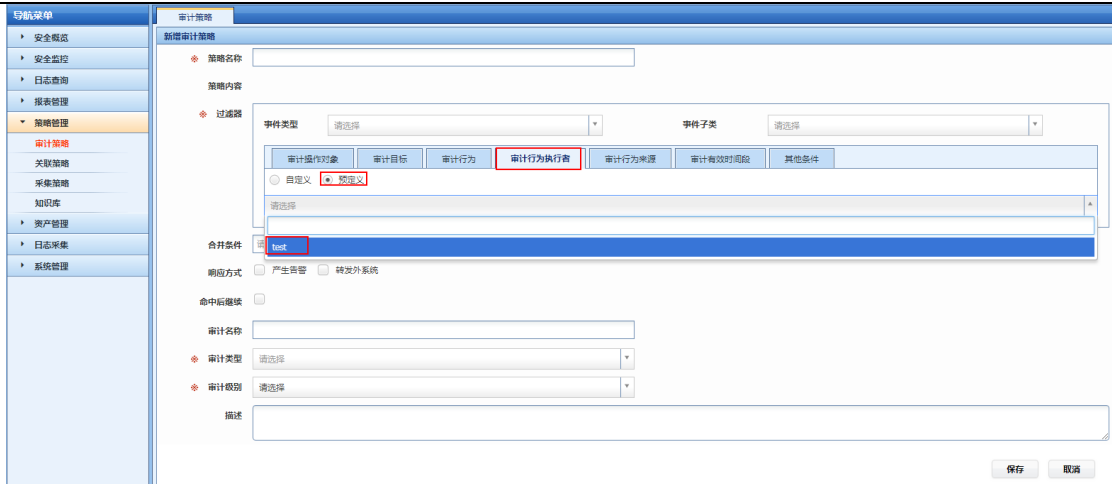 导航菜单
安全概览
安全监控
日志查询
报表管理
策略管理
审计策略
关联策略
采集策略
知识库
资产管理
日志采集
系统管理
审计策略
新增审计策略
※ 策略名称
策略内容
※ 过滤器
事件类型 请选择 事件子类 请选择
审计操作对象 审计目标 审计行为 审计行为执行者 审计行为来源 审计有效时间段 其他条件
自定义 预定义
请选择
test
合并条件 请
响应方式 产生告警 转发外系统
命中后继续
审计名称
※ 审计类型 请选择
※ 审计级别 请选择
描述
保存 取消